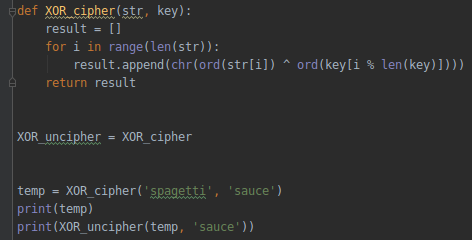 def XOR_cipher(str, key):
    result = []
    for i in range(len(str)):
        result.append(chr(ord(str[i]) ^ ord(key[i % len(key)])))
    return result
XOR_uncipher = XOR_cipher
temp = XOR_cipher('spagetti', 'sauce')
print(temp)
print(XOR_uncipher(temp, 'sauce'))